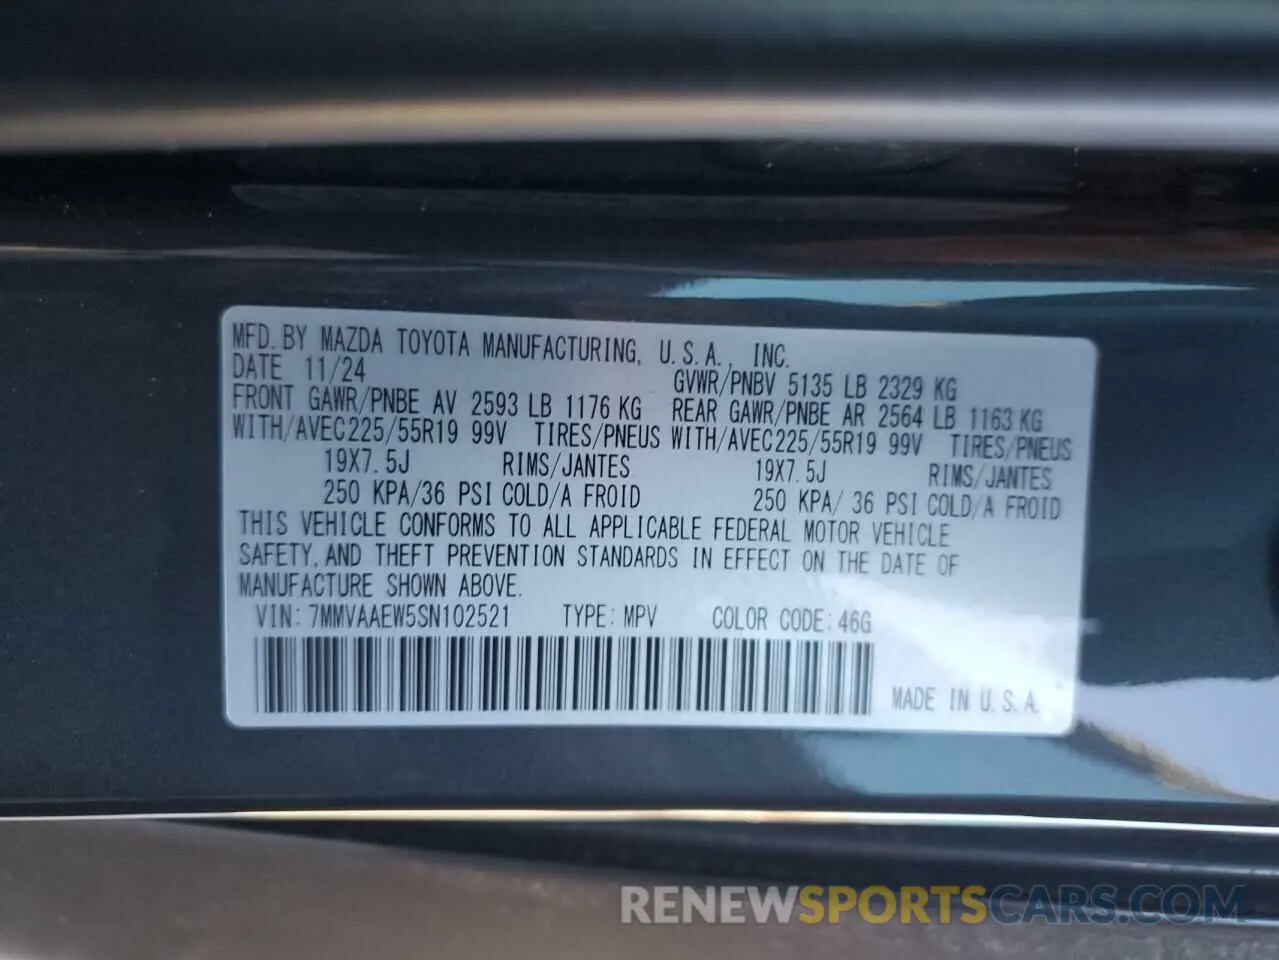 MFD. BY MAZDA TOYOTA MANUFACTURING, U.S.A., INC.
DATE 11/24 GVWR/PNBV 5135 LB 2329 KG
FRONT GAWR/PNBE AV 2593 LB 1176 KG REAR GAWR/PNBE AR 2564 LB 1163 KG
WITH/AVEC225/55R19 99V TIRES/PNEUS WITH/AVEC225/55R19 99V TIRES/PNEUS
19X7.5J RIMS/JANTES 19X7.5J RIMS/JANTES
250 KPA/36 PSI COLD/A FROID 250 KPA/ 36 PSI COLD/A FROID
THIS VEHICLE CONFORMS TO ALL APPLICABLE FEDERAL MOTOR VEHICLE
SAFETY, AND THEFT PREVENTION STANDARDS IN EFFECT ON THE DATE OF
MANUFACTURE SHOWN ABOVE.
VIN: 7MMVAAEW5SN102521 TYPE: MPV COLOR CODE: 46G
MADE IN U.S.A.
RENEWSPORTSCARS.COM